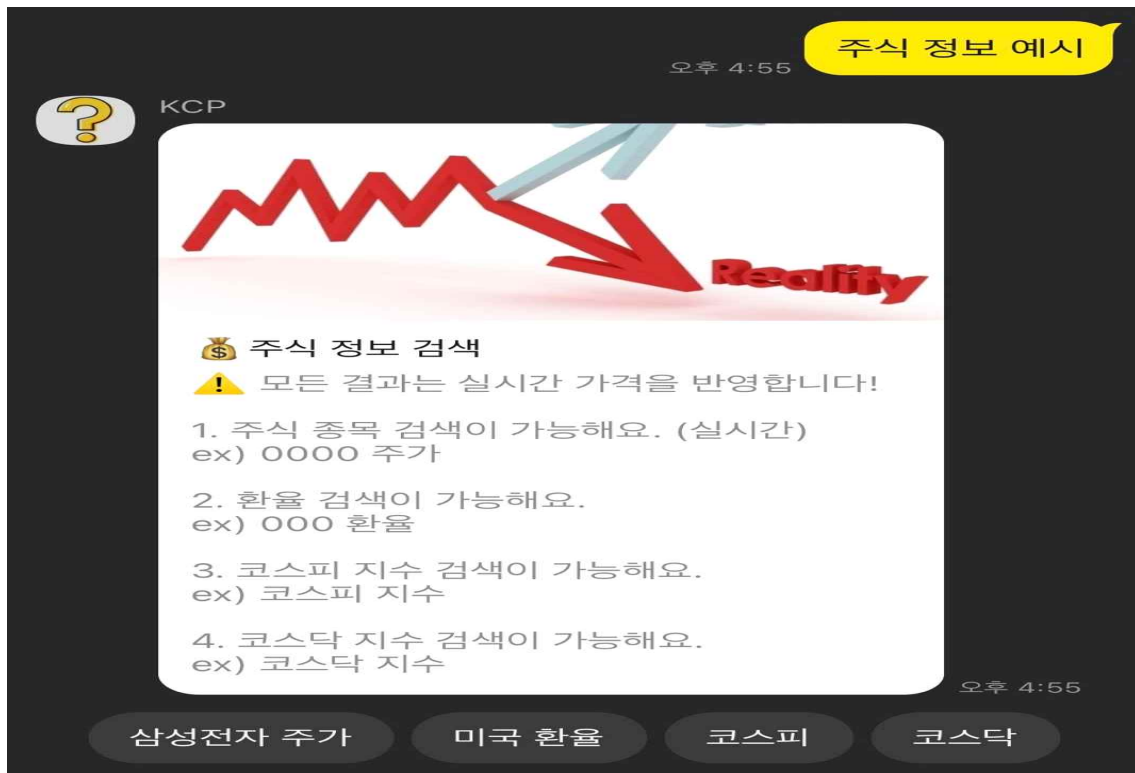 주식 정보 예시
오후 4:55
KCP
Reality
💰 주식 정보 검색
⚠️ 모든 결과는 실시간 가격을 반영합니다!
1. 주식 종목 검색이 가능해요. (실시간)
ex) 0000 주가
2. 환율 검색이 가능해요.
ex) 000 환율
3. 코스피 지수 검색이 가능해요.
ex) 코스피 지수
4. 코스닥 지수 검색이 가능해요.
ex) 코스닥 지수
오후 4:55
삼성전자 주가 미국 환율 코스피 코스닥